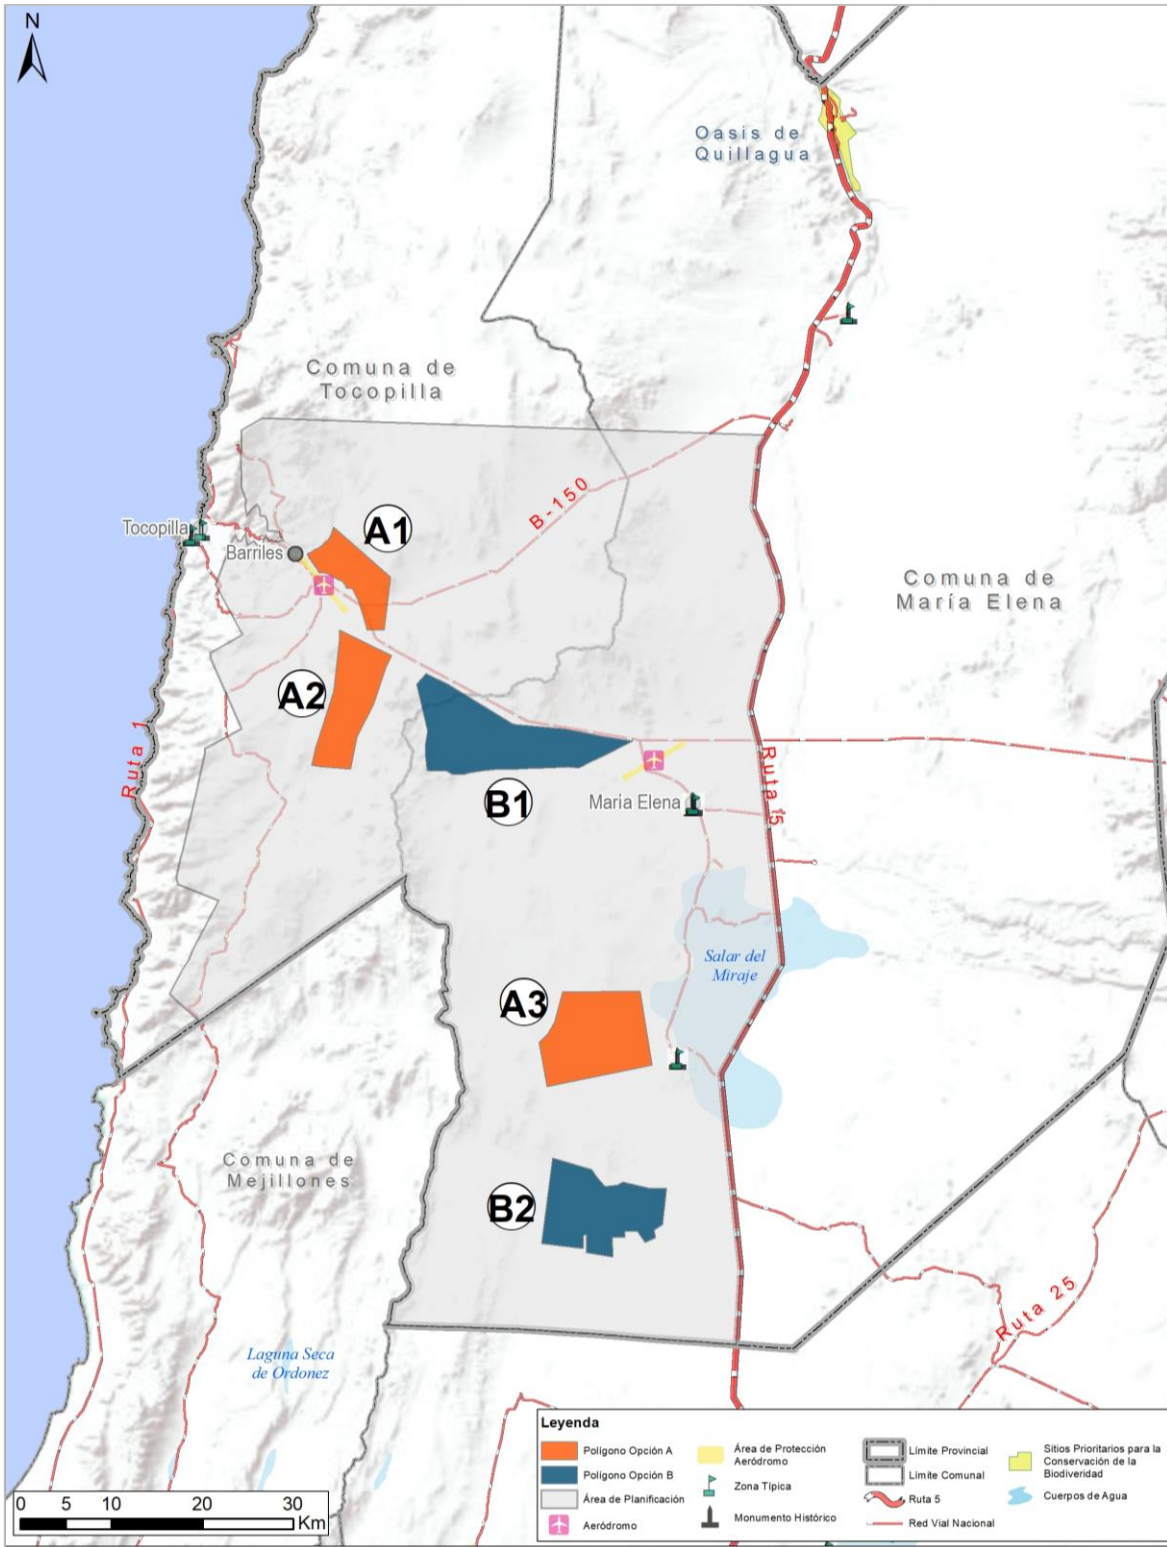 N
Oasis de
Quillagua
Comuna de
Tocopilla
B-150
Tocopilla
A1
Barriles
Comuna de
María Elena
A2
Ruta 1
B1
María Elena
Ruta 5
Salar del
Miraje
A3
Comuna de
Mejillones
B2
Ruta 25
Laguna Seca
de Ordonez
0 5 10 20 30
Km
Leyenda
Polígono Opción A
Polígono Opción B
Área de Planificación
Aeródromo
Área de Protección
Aeródromo
Zona Típica
Monumento Histórico
Límite Provincial
Límite Comunal
Ruta 5
Red Vial Nacional
Sitios Prioritarios para la
Conservación de la
Biodiveridad
Cuerpos de Agua